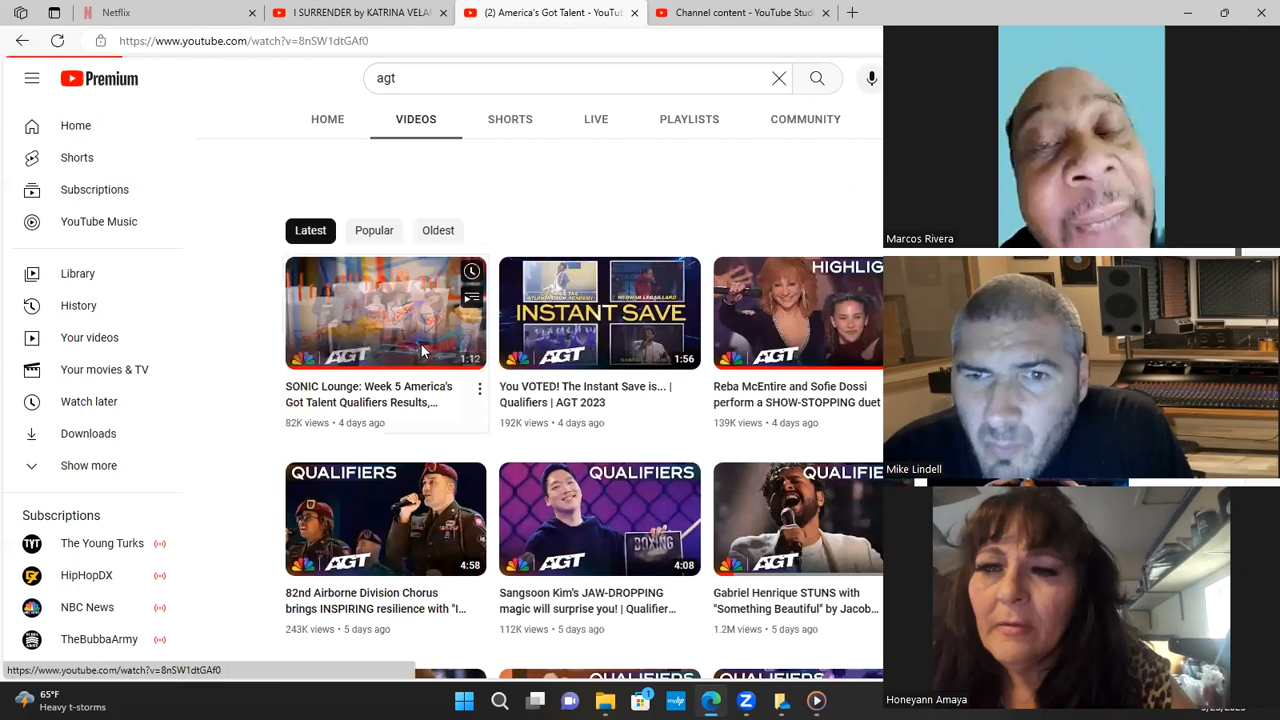 Netflix
I SURRENDER by KATRINA VELAR
(2) America's Got Talent - YouTu
Channel content - YouTube Studi
https://www.youtube.com/watch?v=8nSW1dtGAf0
Premium
agt
HOME
VIDEOS
SHORTS
LIVE
PLAYLISTS
COMMUNITY
Home
Shorts
Subscriptions
YouTube Music
Library
History
Your videos
Your movies & TV
Watch later
Downloads
Show more
Subscriptions
The Young Turks
HipHopDX
NBC News
TheBubbaArmy
Latest
Popular
Oldest
AGT
1:12
SONIC Lounge: Week 5 America's
Got Talent Qualifiers Results,...
82K views • 4 days ago
INSTANT SAVE
AGT
1:56
You VOTED! The Instant Save is... |
Qualifiers | AGT 2023
192K views • 4 days ago
HIGHLIG
AGT
Reba McEntire and Sofie Dossi
perform a SHOW-STOPPING duet
139K views • 4 days ago
QUALIFIERS
AGT
4:58
82nd Airborne Division Chorus
brings INSPIRING resilience with "I...
243K views • 5 days ago
QUALIFIERS
BOXING
AGT
4:08
Sangsoon Kim's JAW-DROPPING
magic will surprise you! | Qualifier...
112K views • 5 days ago
QUALIFIE
AGT
Gabriel Henrique STUNS with
"Something Beautiful" by Jacob...
1.2M views • 5 days ago
Marcos Rivera
Mike Lindell
Honeyann Amaya
https://www.youtube.com/watch?v=8nSW1dtGAf0
65°F
Heavy t-storms
TYT
1